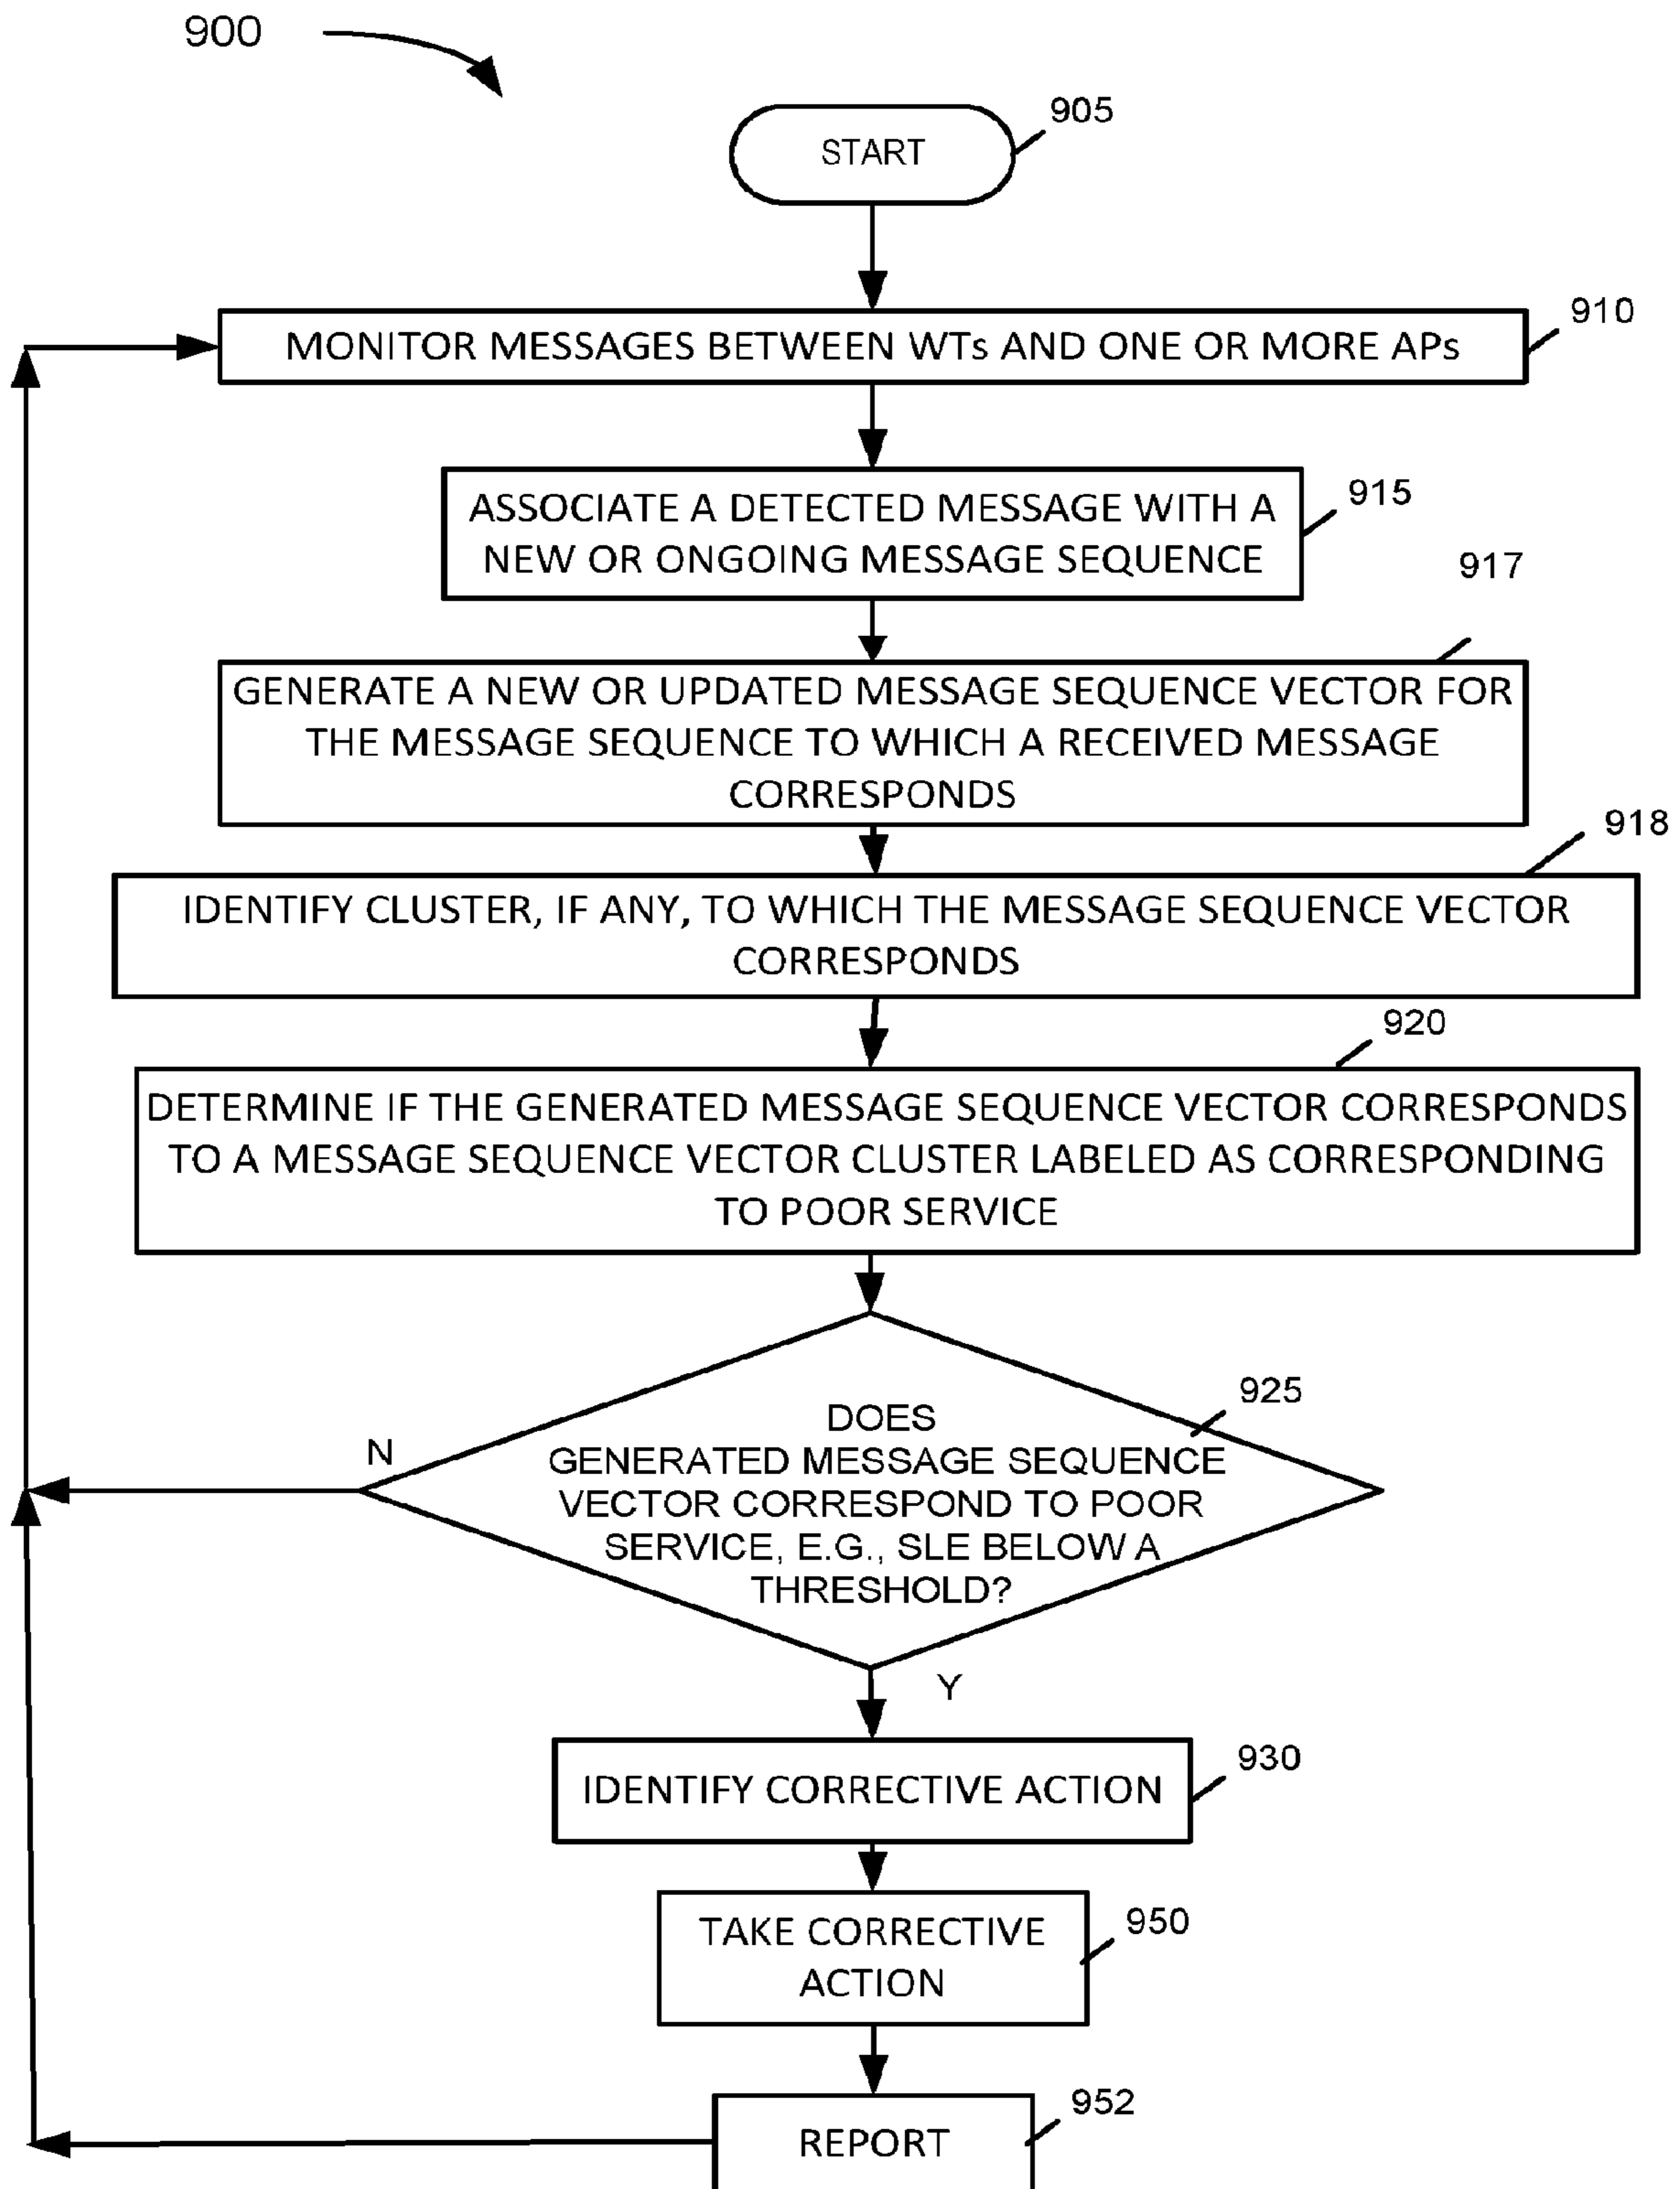 900
905
START
910
MONITOR MESSAGES BETWEEN WTs AND ONE OR MORE APs
915
ASSOCIATE A DETECTED MESSAGE WITH A
NEW OR ONGOING MESSAGE SEQUENCE
917
GENERATE A NEW OR UPDATED MESSAGE SEQUENCE VECTOR FOR
THE MESSAGE SEQUENCE TO WHICH A RECEIVED MESSAGE
CORRESPONDS
918
IDENTIFY CLUSTER, IF ANY, TO WHICH THE MESSAGE SEQUENCE VECTOR
CORRESPONDS
920
DETERMINE IF THE GENERATED MESSAGE SEQUENCE VECTOR CORRESPONDS
TO A MESSAGE SEQUENCE VECTOR CLUSTER LABELED AS CORRESPONDING
TO POOR SERVICE
925
DOES
GENERATED MESSAGE SEQUENCE
VECTOR CORRESPOND TO POOR
SERVICE, E.G., SLE BELOW A
THRESHOLD?
N
Y
930
IDENTIFY CORRECTIVE ACTION
950
TAKE CORRECTIVE
ACTION
952
REPORT